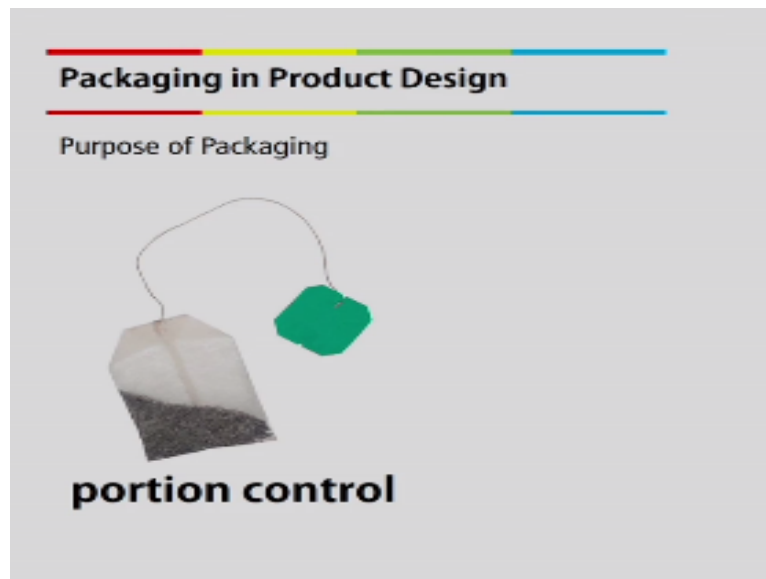 Packaging in Product Design
Purpose of Packaging
portion control